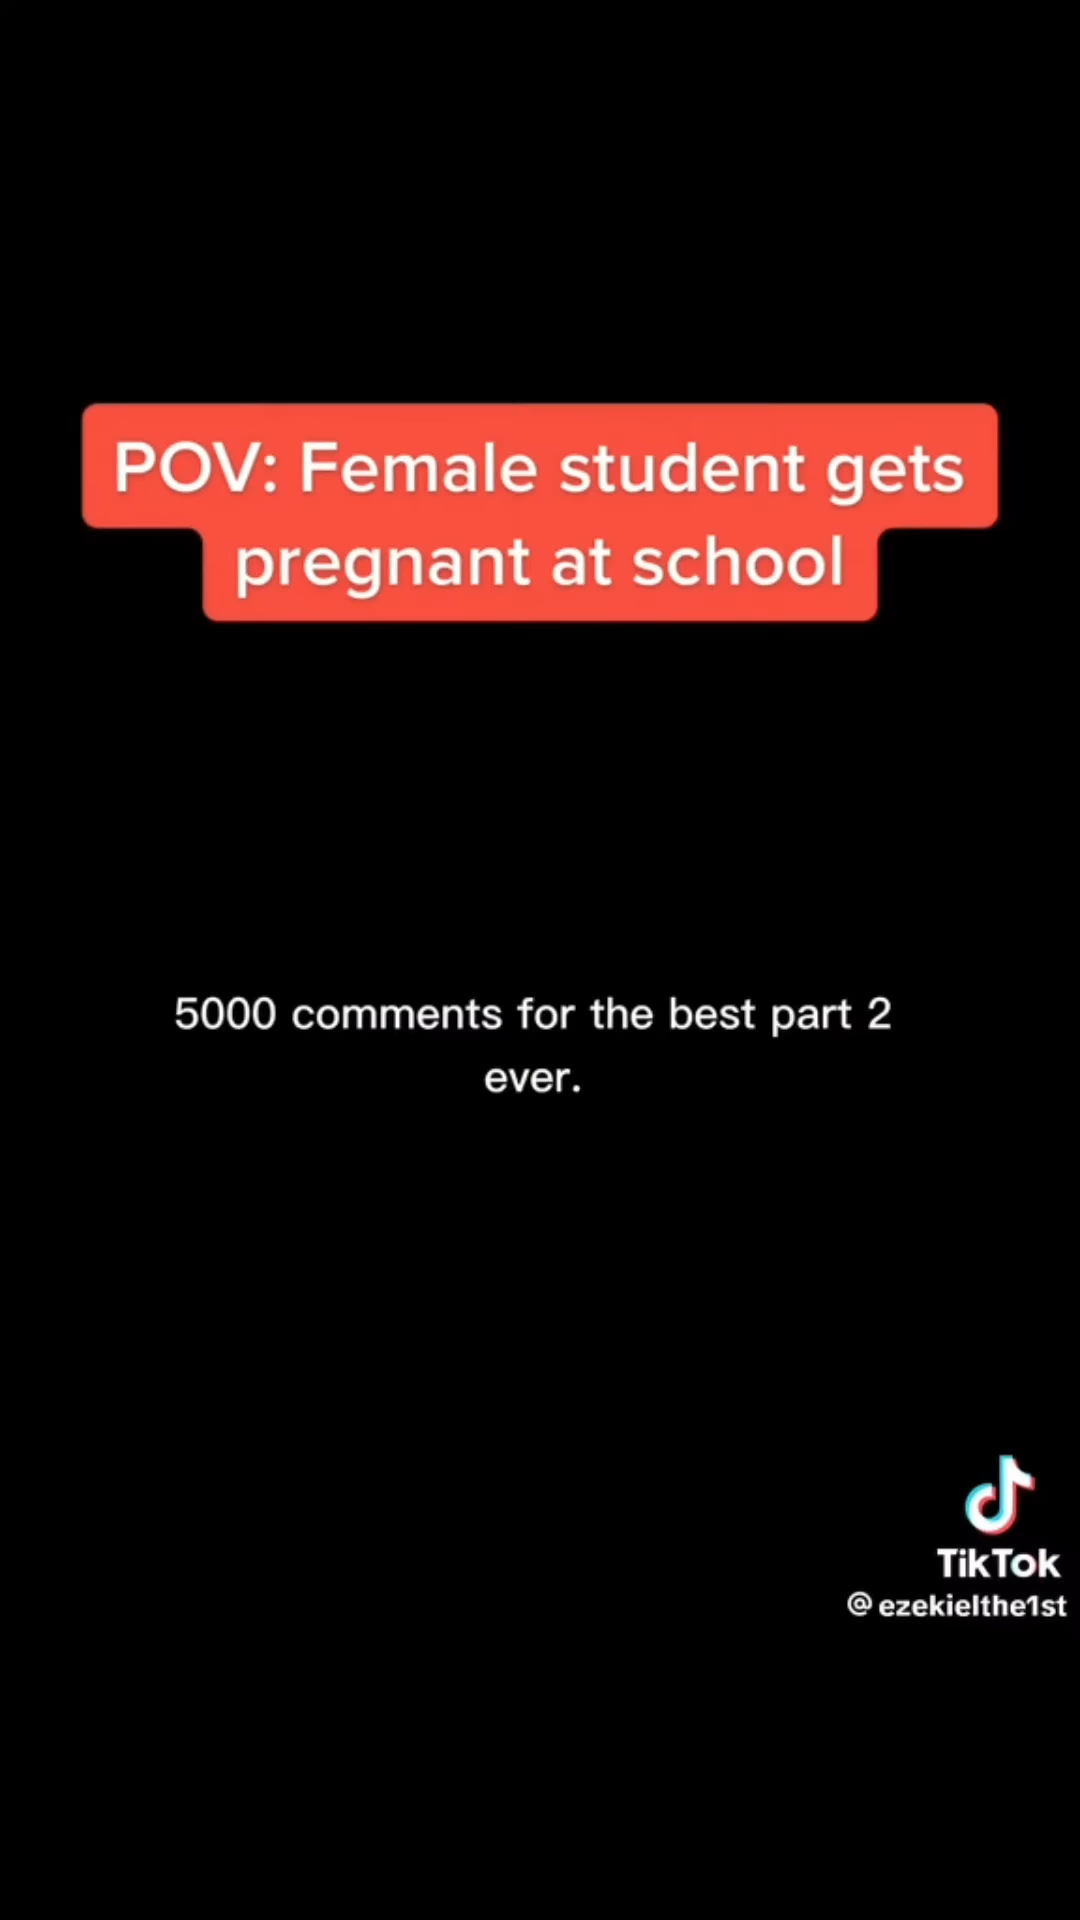 POV: Female student gets
pregnant at school
5000 comments for the best part 2
ever.
TikTok
@ezekielthe1st